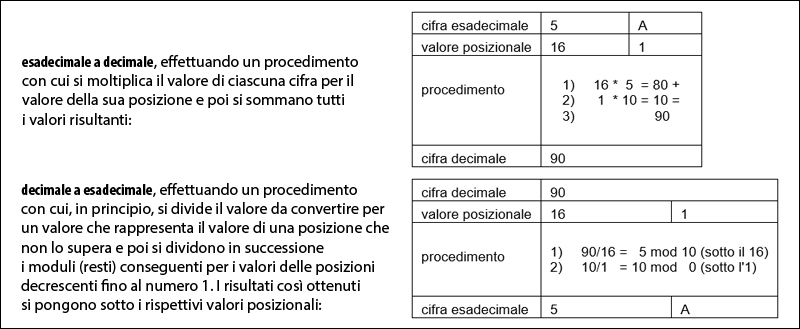 esadecimale a decimale, effettuando un procedimento
con cui si moltiplica il valore di ciascuna cifra per il
valore della sua posizione e poi si sommano tutti
i valori risultanti:
cifra esadecimale 5 A
valore posizionale 16 1
procedimento
1) 16 * 5 = 80 +
2) 1 * 10 = 10 =
3) 90
cifra decimale 90
decimale a esadecimale, effettuando un procedimento
con cui, in principio, si divide il valore da convertire per
un valore che rappresenta il valore di una posizione che
non lo supera e poi si dividono in successione
i moduli (resti) conseguenti per i valori delle posizioni
decrescenti fino al numero 1. I risultati così ottenuti
si pongono sotto i rispettivi valori posizionali:
cifra decimale 90
valore posizionale 16 1
procedimento
1) 90/16 = 5 mod 10 (sotto il 16)
2) 10/1 = 10 mod 0 (sotto l'1)
cifra esadecimale 5 A